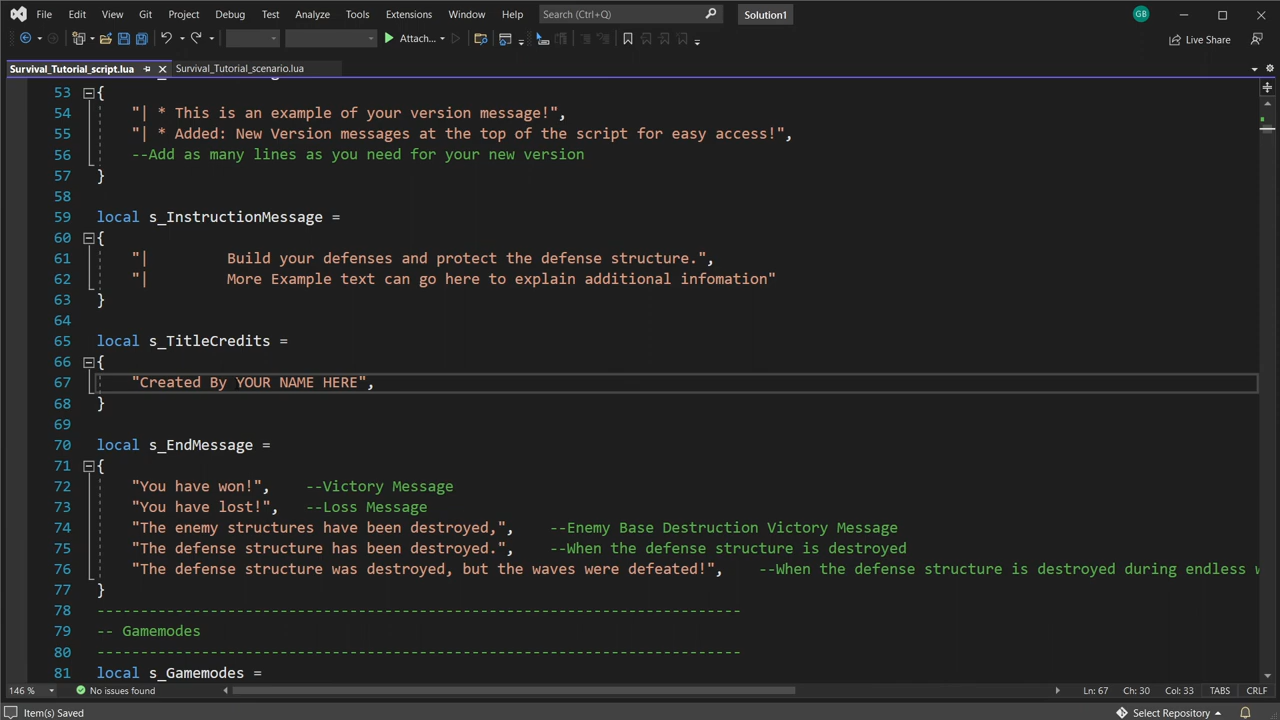 File Edit View Git Project Debug Test Analyze Tools Extensions Window Help Search (Ctrl+Q) Solution1 GB
Attach... Live Share
Survival_Tutorial_script.lua Survival_Tutorial_scenario.lua
53 {
54 "| * This is an example of your version message!",
55 "| * Added: New Version messages at the top of the script for easy access!",
56 --Add as many lines as you need for your new version
57 }
58
59 local s_InstructionMessage =
60 {
61 "| Build your defenses and protect the defense structure.",
62 "| More Example text can go here to explain additional infomation"
63 }
64
65 local s_TitleCredits =
66 {
67 "Created By YOUR NAME HERE",
68 }
69
70 local s_EndMessage =
71 {
72 "You have won!", --Victory Message
73 "You have lost!", --Loss Message
74 "The enemy structures have been destroyed,", --Enemy Base Destruction Victory Message
75 "The defense structure has been destroyed.", --When the defense structure is destroyed
76 "The defense structure was destroyed, but the waves were defeated!", --When the defense structure is destroyed during endless
77 }
78 --------------------------------------------------------------------------
79 -- Gamemodes
80 --------------------------------------------------------------------------
81 local s_Gamemodes =
146 % No issues found Ln: 67 Ch: 30 Col: 33 TABS CRLF
Item(s) Saved Select Repository